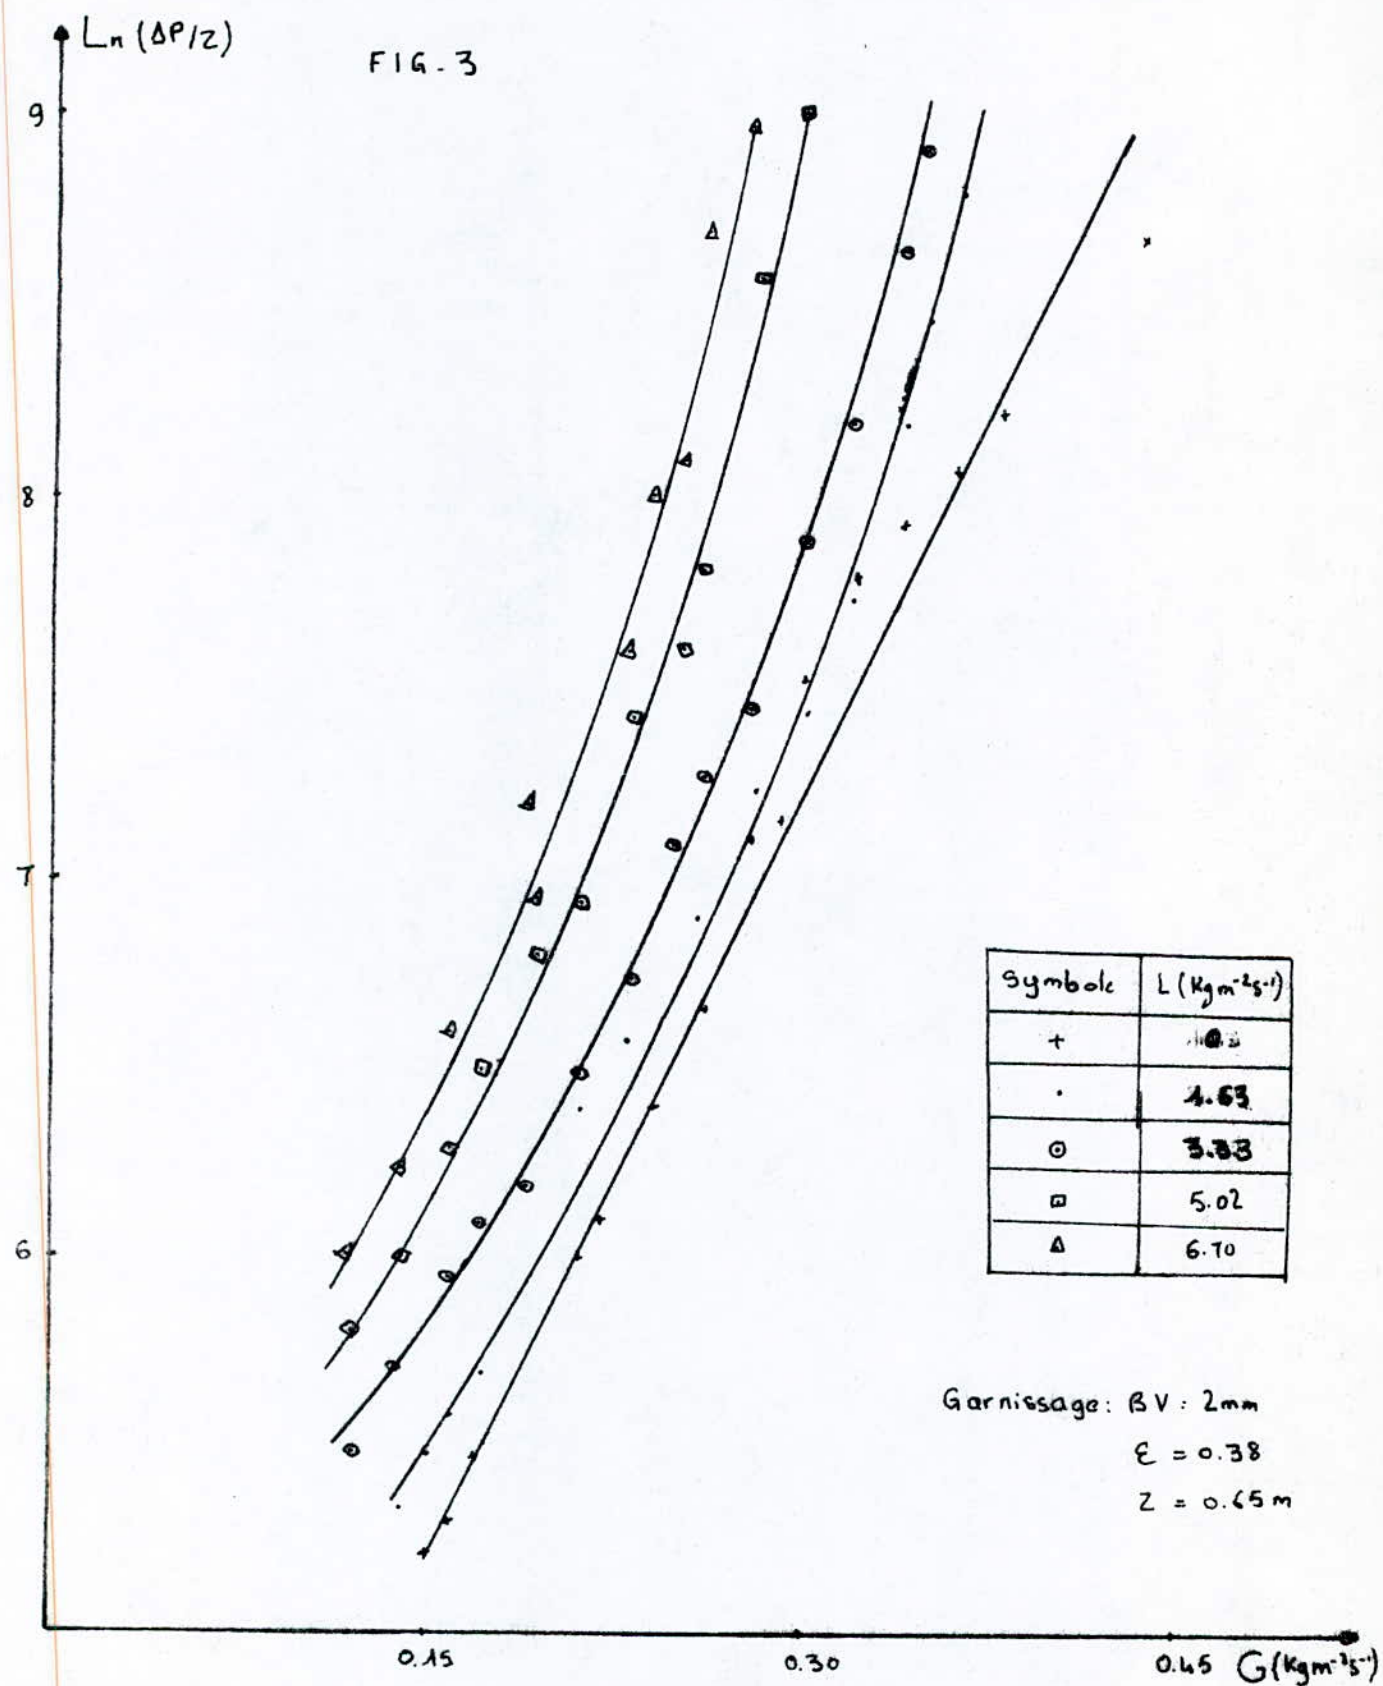 Ln (ΔP/Z)
FIG. 3
9
8
7
6
Symbole L (Kgm⁻²s⁻¹)
+
· 1.63
⊙ 3.33
⊡ 5.02
Δ 6.70
Garnissage: BV: 2mm
ε = 0.38
Z = 0.65 m
0.15 0.30 0.45 G(Kgm⁻²s⁻¹)